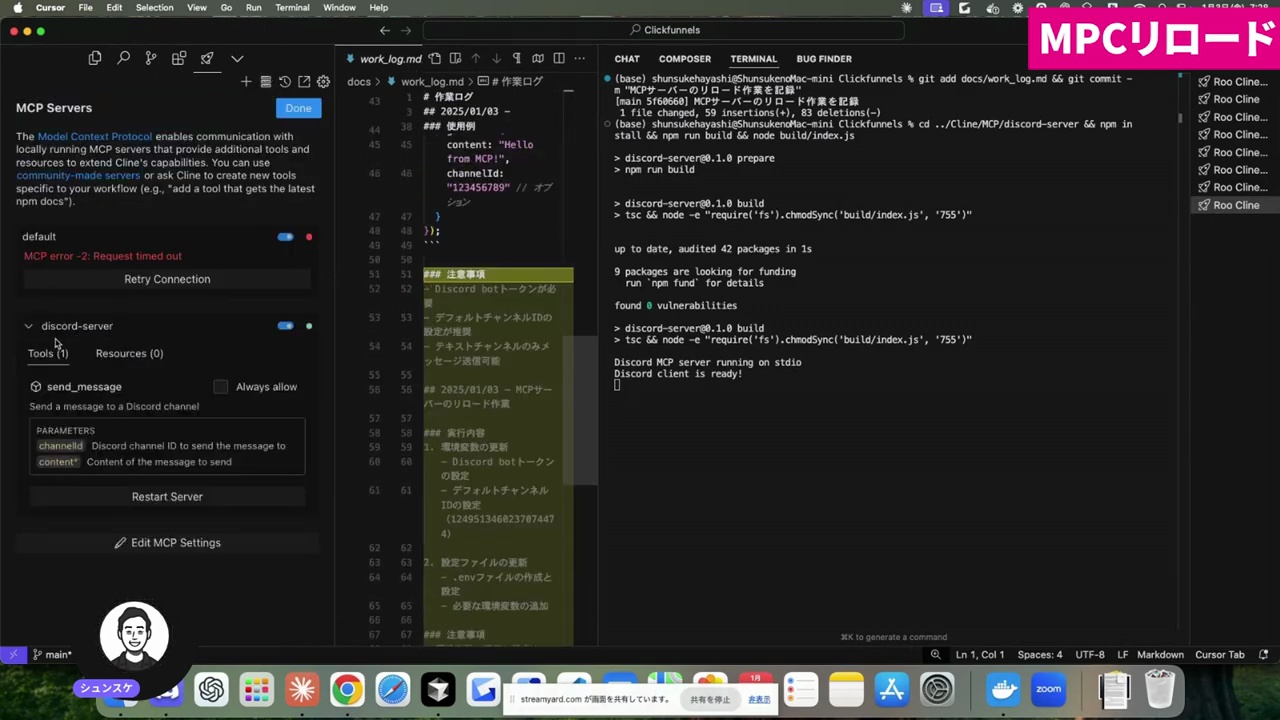 Cursor File Edit Selection View Go Run Terminal Window Help
MPCリロード
Clickfunnels
MCP Servers
Done
The Model Context Protocol enables communication with
locally running MCP servers that provide additional tools and
resources to extend Cline's capabilities. You can use
community-made servers or ask Cline to create new tools
specific to your workflow (e.g., "add a tool that gets the latest
npm docs").
default
MCP error -2: Request timed out
Retry Connection
discord-server
Tools (1) Resources (0)
send_message Always allow
Send a message to a Discord channel
PARAMETERS
channelId Discord channel ID to send the message to
content* Content of the message to send
Restart Server
Edit MCP Settings
main*
シュンスケ
work_log.md
docs > work_log.md > # 作業ログ
43 1 # 作業ログ
3 ## 2025/01/03 -
44 38 ### 使用例
45 45 content: "Hello
from MCP!",
46 46 channelId:
"123456789" // オプ
ション
47 47 }
48 48 });
49 49 ```
50 50
51 51 ### 注意事項
52 52 - Discord botトークンが必
要
53 53 - デフォルトチャンネルIDの
設定が推奨
54 54 - テキストチャンネルのみメ
ッセージ送信可能
55 55
56 56 ## 2025/01/03 - MCPサー
バーのリロード作業
57 57
58 58 ### 実行内容
59 59 1. 環境変数の更新
60 60 - Discord botトークン
の設定
61 61 - デフォルトチャンネル
IDの設定
(124951346023707447
4)
62 62
63 63 2. 設定ファイルの更新
64 64 - .envファイルの作成と
設定
65 65 - 必要な環境変数の追加
66 66
67 67 ### 注意事項
CHAT COMPOSER TERMINAL BUG FINDER
(base) shunsukehayashi@ShunsukenoMac-mini Clickfunnels % git add docs/work_log.md && git commit -
m "MCPサーバーのリロード作業を記録"
[main 5f60660] MCPサーバーのリロード作業を記録
1 file changed, 59 insertions(+), 83 deletions(-)
(base) shunsukehayashi@ShunsukenoMac-mini Clickfunnels % cd ../Cline/MCP/discord-server && npm in
stall && npm run build && node build/index.js
> discord-server@0.1.0 prepare
> npm run build
> discord-server@0.1.0 build
> tsc && node -e "require('fs').chmodSync('build/index.js', '755')"
up to date, audited 42 packages in 1s
9 packages are looking for funding
run `npm fund` for details
found 0 vulnerabilities
> discord-server@0.1.0 build
> tsc && node -e "require('fs').chmodSync('build/index.js', '755')"
Discord MCP server running on stdio
Discord client is ready!
⌘K to generate a command
Roo Cline...
Roo Cline
Roo Cline...
Roo Cline...
Roo Cline...
Roo Cline...
Roo Cline...
Roo Cline
Ln 1, Col 1 Spaces: 4 UTF-8 LF Markdown Cursor Tab
streamyard.com が画面を共有しています。 共有を停止 非表示
1月
zoom